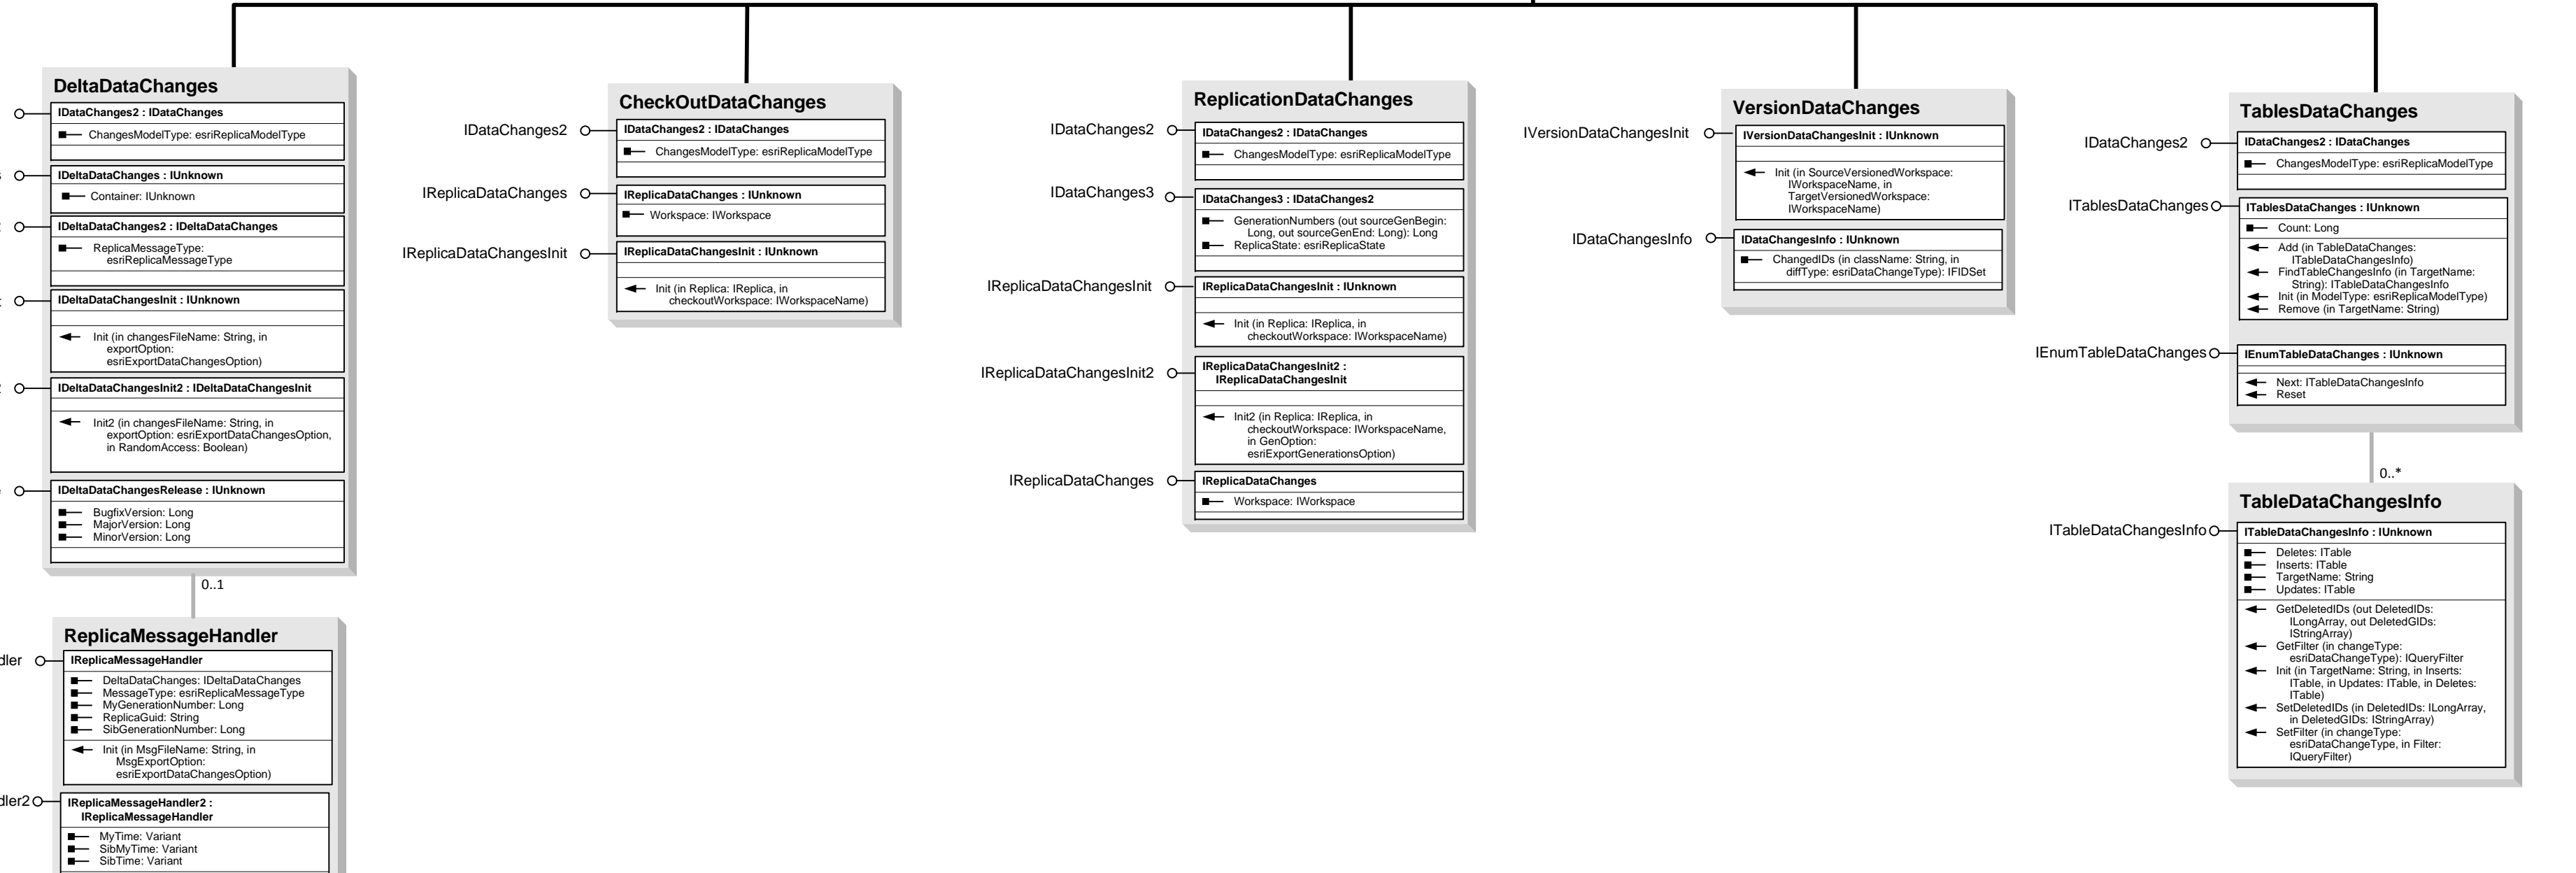 DeltaDataChanges
IDataChanges2 : IDataChanges
ChangesModelType: esriReplicaModelType
s
IDeltaDataChanges : IUnknown
Container: IUnknown
2
IDeltaDataChanges2 : IDeltaDataChanges
ReplicaMessageType:
esriReplicaMessageType
t
IDeltaDataChangesInit : IUnknown
Init (in changesFileName: String, in
exportOption:
esriExportDataChangesOption)
2
IDeltaDataChangesInit2 : IDeltaDataChangesInit
Init2 (in changesFileName: String, in
exportOption: esriExportDataChangesOption,
in RandomAccess: Boolean)
e
IDeltaDataChangesRelease : IUnknown
BugfixVersion: Long
MajorVersion: Long
MinorVersion: Long
0..1
ReplicaMessageHandler
dler
IReplicaMessageHandler
DeltaDataChanges: IDeltaDataChanges
MessageType: esriReplicaMessageType
MyGenerationNumber: Long
ReplicaGuid: String
SibGenerationNumber: Long
Init (in MsgFileName: String, in
MsgExportOption:
esriExportDataChangesOption)
dler2
IReplicaMessageHandler2 :
IReplicaMessageHandler
MyTime: Variant
SibMyTime: Variant
SibTime: Variant
CheckOutDataChanges
IDataChanges2
IDataChanges2 : IDataChanges
ChangesModelType: esriReplicaModelType
IReplicaDataChanges
IReplicaDataChanges : IUnknown
Workspace: IWorkspace
IReplicaDataChangesInit
IReplicaDataChangesInit : IUnknown
Init (in Replica: IReplica, in
checkoutWorkspace: IWorkspaceName)
ReplicationDataChanges
IDataChanges2
IDataChanges2 : IDataChanges
ChangesModelType: esriReplicaModelType
IDataChanges3
IDataChanges3 : IDataChanges2
GenerationNumbers (out sourceGenBegin:
Long, out sourceGenEnd: Long): Long
ReplicaState: esriReplicaState
IReplicaDataChangesInit
IReplicaDataChangesInit : IUnknown
Init (in Replica: IReplica, in
checkoutWorkspace: IWorkspaceName)
IReplicaDataChangesInit2
IReplicaDataChangesInit2 :
IReplicaDataChangesInit
Init2 (in Replica: IReplica, in
checkoutWorkspace: IWorkspaceName,
in GenOption:
esriExportGenerationsOption)
IReplicaDataChanges
IReplicaDataChanges
Workspace: IWorkspace
VersionDataChanges
IVersionDataChangesInit
IVersionDataChangesInit : IUnknown
Init (in SourceVersionedWorkspace:
IWorkspaceName, in
TargetVersionedWorkspace:
IWorkspaceName)
IDataChangesInfo
IDataChangesInfo : IUnknown
ChangedIDs (in className: String, in
diffType: esriDataChangeType): IFIDSet
TablesDataChanges
IDataChanges2
IDataChanges2 : IDataChanges
ChangesModelType: esriReplicaModelType
ITablesDataChanges
ITablesDataChanges : IUnknown
Count: Long
Add (in TableDataChanges:
ITableDataChangesInfo)
FindTableChangesInfo (in TargetName:
String): ITableDataChangesInfo
Init (in ModelType: esriReplicaModelType)
Remove (in TargetName: String)
IEnumTableDataChanges
IEnumTableDataChanges : IUnknown
Next: ITableDataChangesInfo
Reset
0..*
TableDataChangesInfo
ITableDataChangesInfo
ITableDataChangesInfo : IUnknown
Deletes: ITable
Inserts: ITable
TargetName: String
Updates: ITable
GetDeletedIDs (out DeletedIDs:
ILongArray, out DeletedGIDs:
IStringArray)
GetFilter (in changeType:
esriDataChangeType): IQueryFilter
Init (in TargetName: String, in Inserts:
ITable, in Updates: ITable, in Deletes:
ITable)
SetDeletedIDs (in DeletedIDs: ILongArray,
in DeletedGIDs: IStringArray)
SetFilter (in changeType:
esriDataChangeType, in Filter:
IQueryFilter)